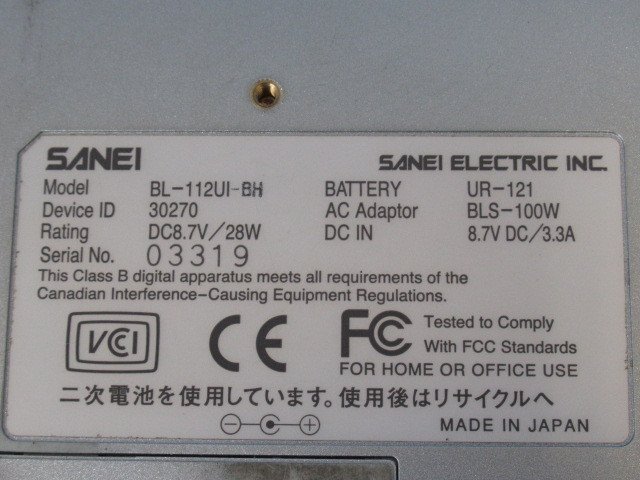 SANEI SANEI ELECTRIC INC.
Model BL-112UI-BH BATTERY UR-121
Device ID 30270 AC Adaptor BLS-100W
Rating DC8.7V/28W DC IN 8.7V DC/3.3A
Serial No. 03319
This Class B digital apparatus meets all requirements of the
Canadian Interference-Causing Equipment Regulations.
VCI CE FC Tested to Comply
With FCC Standards
FOR HOME OR OFFICE USE
二次電池を使用しています。使用後はリサイクルへ
MADE IN JAPAN